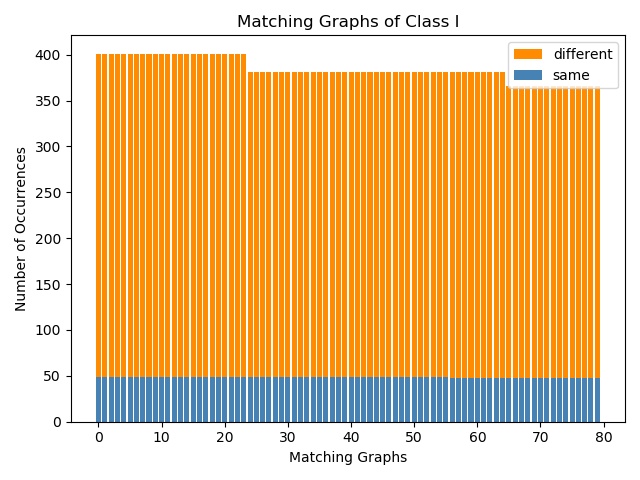 Matching Graphs of Class I
different
same
Number of Occurrences
400
350
300
250
200
150
100
50
0
0 10 20 30 40 50 60 70 80
Matching Graphs